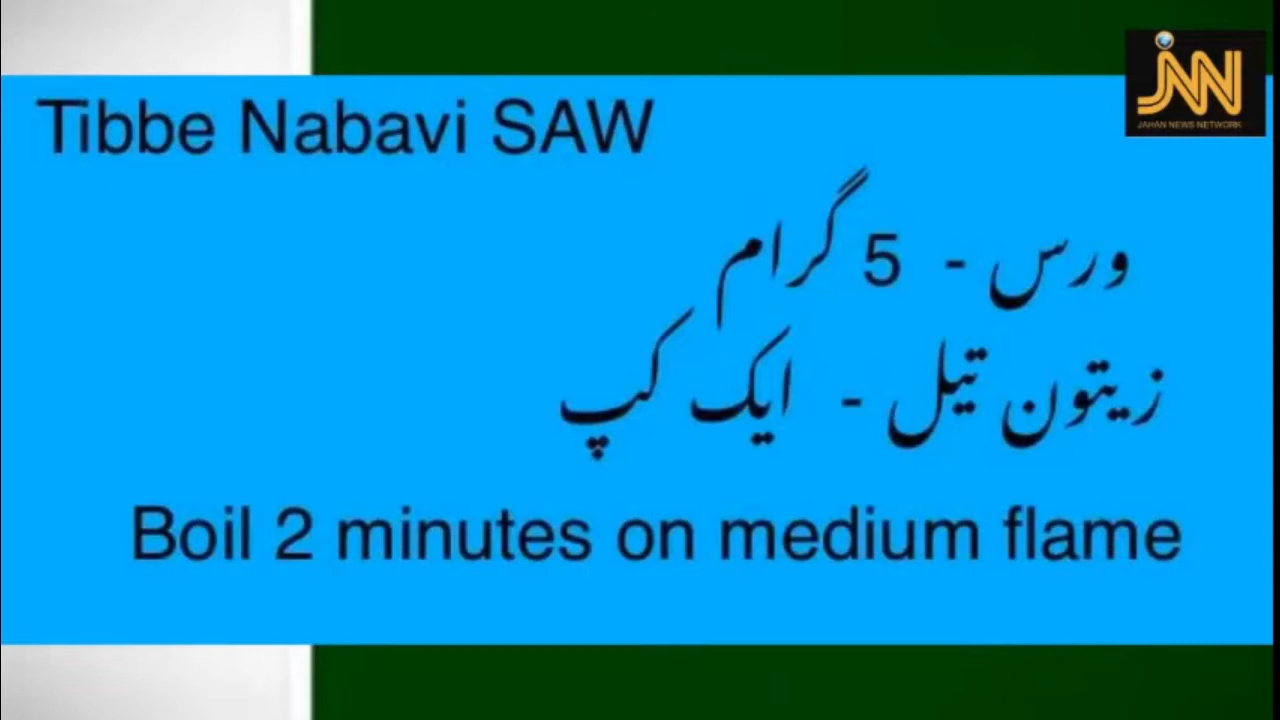 JNN
JAHAN NEWS NETWORK
Tibbe Nabavi SAW
ورس - 5 گرام
زیتون تیل - ایک کپ
Boil 2 minutes on medium flame